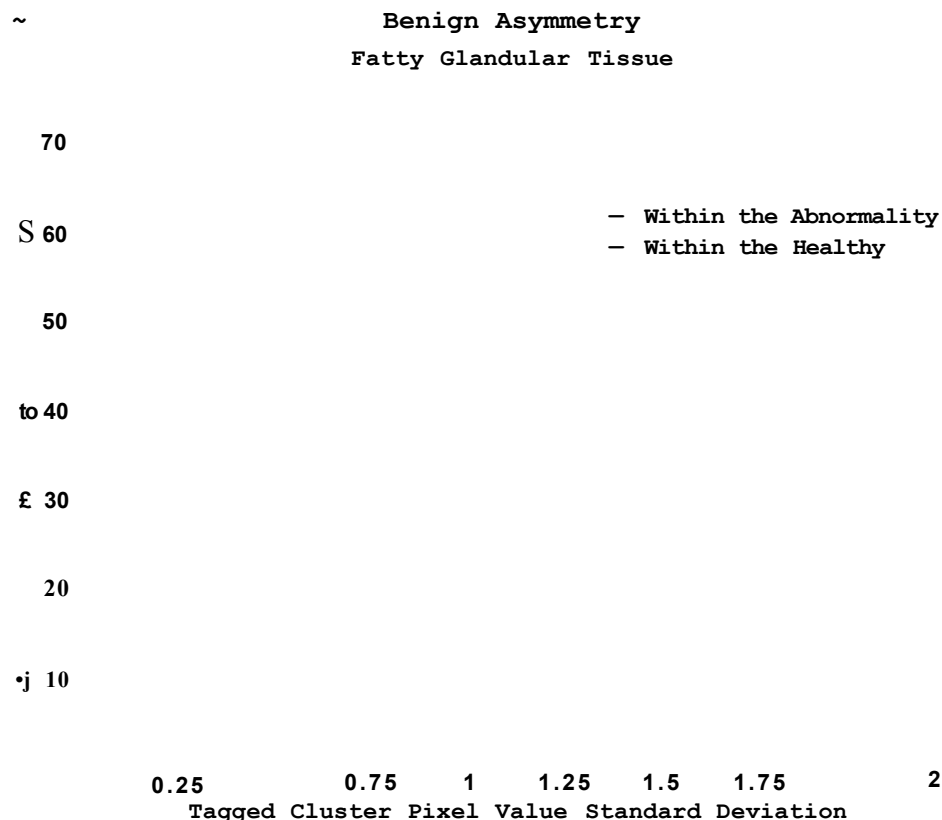 ~ Benign Asymmetry
Fatty Glandular Tissue
70
— Within the Abnormality
S 60
— Within the Healthy
50
to 40
£ 30
20
•j 10
0.25 0.75 1 1.25 1.5 1.75 2
Tagged Cluster Pixel Value Standard Deviation